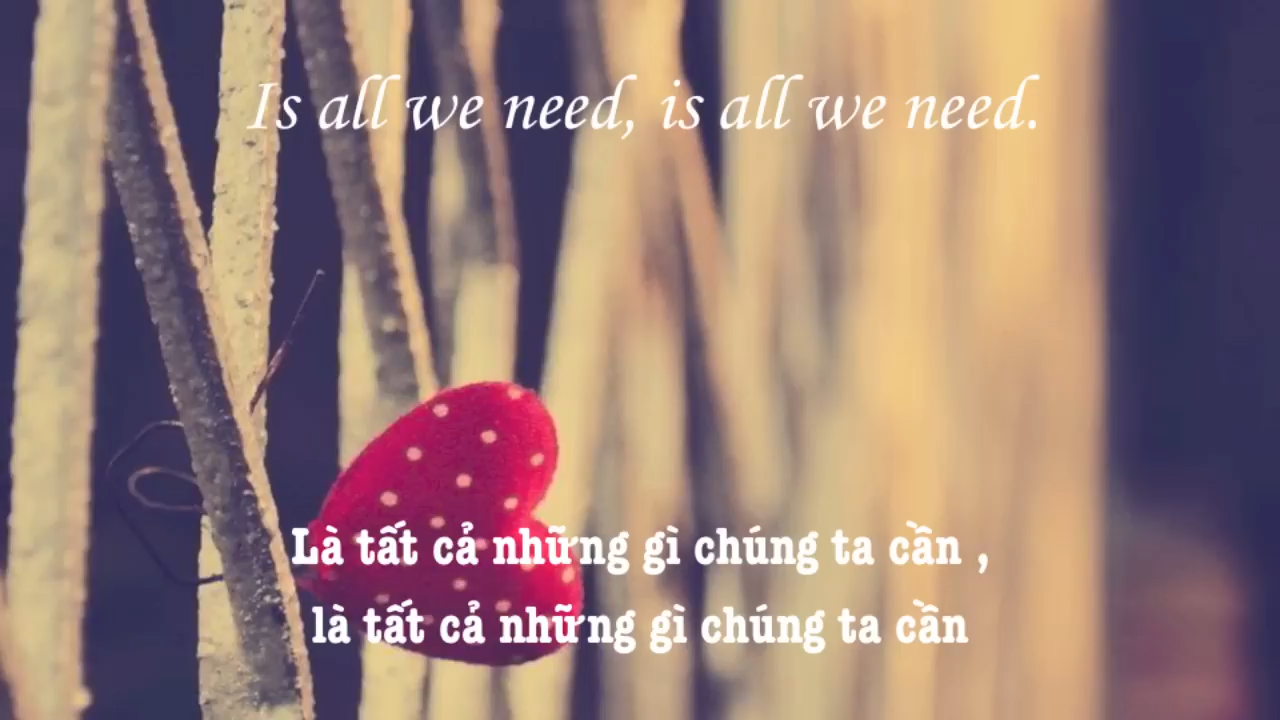 Is all we need, is all we need.
Là tất cả những gì chúng ta cần ,
là tất cả những gì chúng ta cần